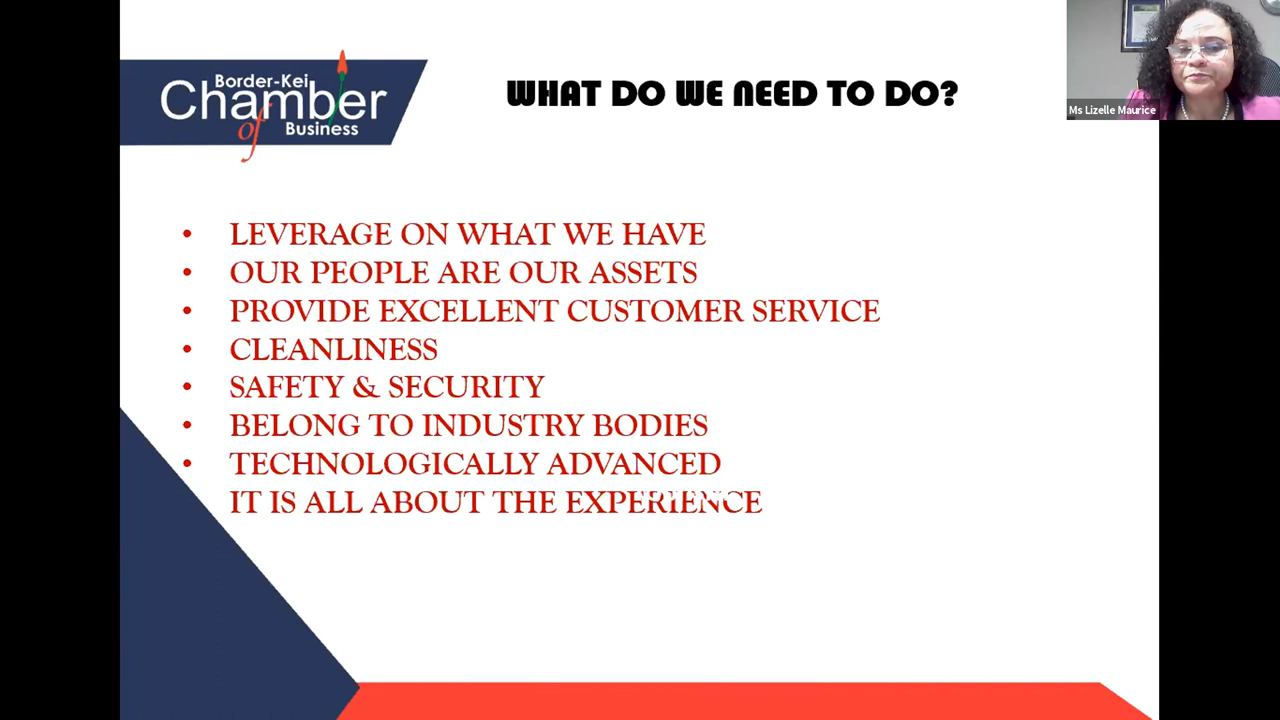 Border-Kei
Chamber
of
Business
WHAT DO WE NEED TO DO?
Ms Lizelle Maurice
• LEVERAGE ON WHAT WE HAVE
• OUR PEOPLE ARE OUR ASSETS
• PROVIDE EXCELLENT CUSTOMER SERVICE
• CLEANLINESS
• SAFETY & SECURITY
• BELONG TO INDUSTRY BODIES
• TECHNOLOGICALLY ADVANCED
IT IS ALL ABOUT THE EXPERIENCE